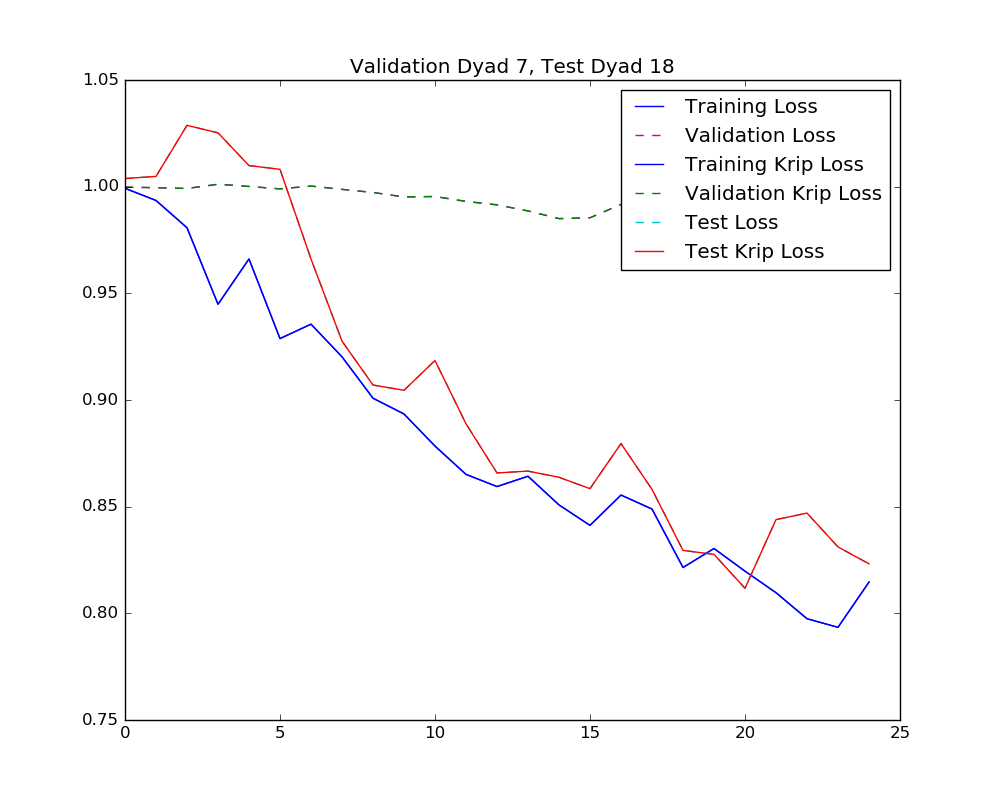 Validation Dyad 7, Test Dyad 18
1.05
1.00
0.95
0.90
0.85
0.80
0.75
0
5
10
15
20
25
Training Loss
Validation Loss
Training Krip Loss
Validation Krip Loss
Test Loss
Test Krip Loss